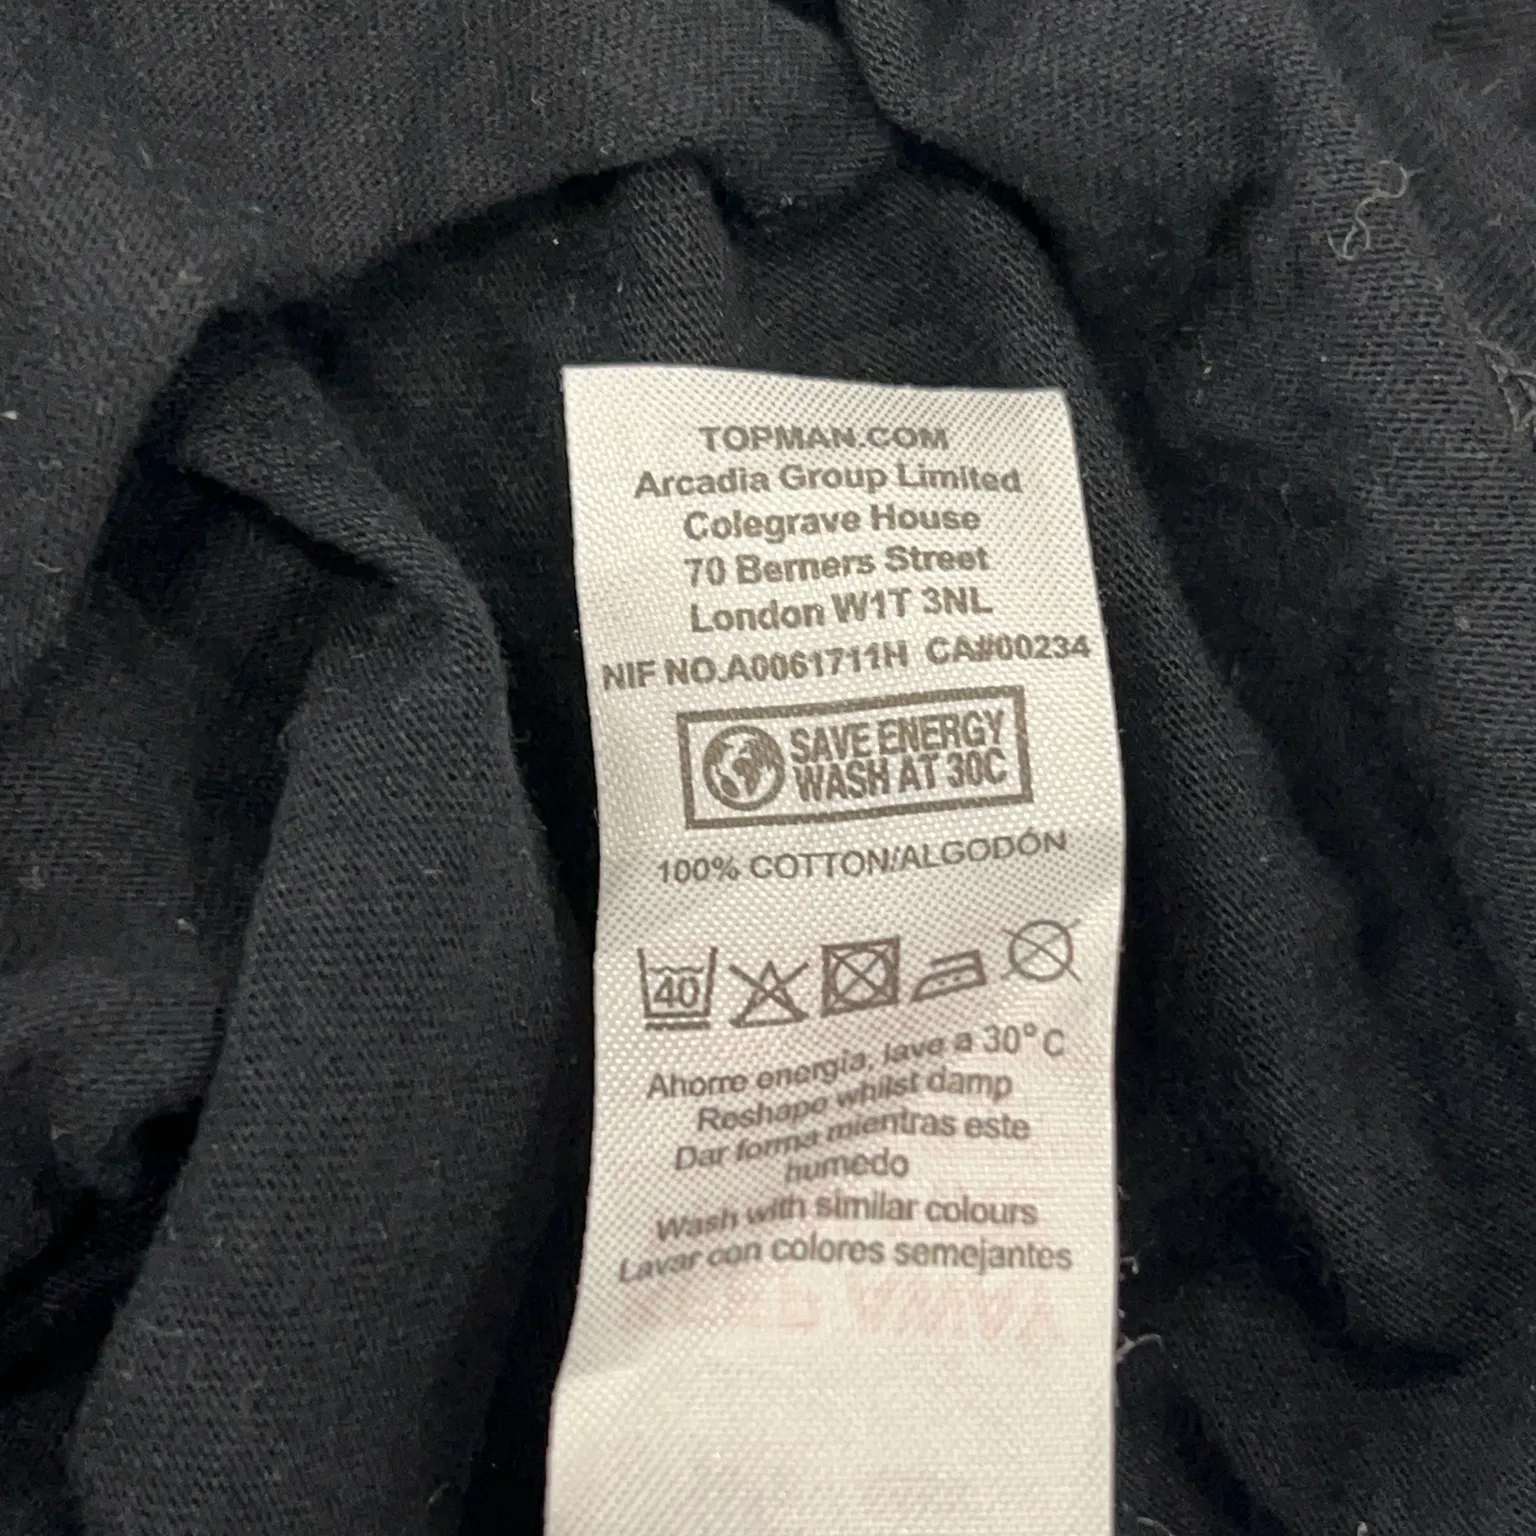 TOPMAN.COM
Arcadia Group Limited
Colegrave House
70 Berners Street
London W1T 3NL
NIF NO.A0061711H CA#00234
SAVE ENERGY
WASH AT 30C
100% COTTON/ALGODÓN
40
Ahorre energia, lave a 30° C
Reshape whilst damp
Dar forma mientras este
humedo
Wash with similar colours
Lavar con colores semejantes